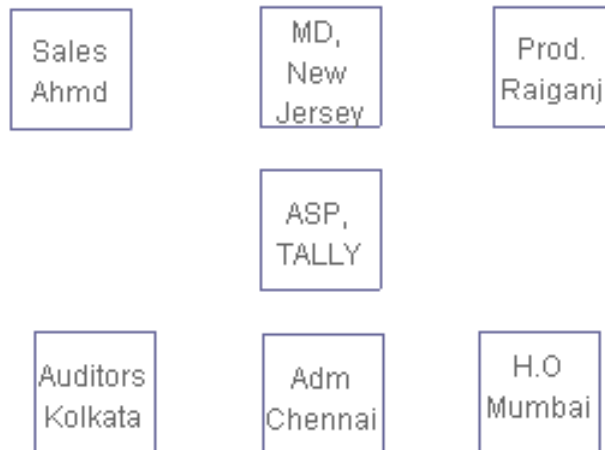 Sales
Ahmd
MD,
New
Jersey
Prod.
Raiganj
ASP,
TALLY
Auditors
Kolkata
Adm
Chennai
H.O
Mumbai